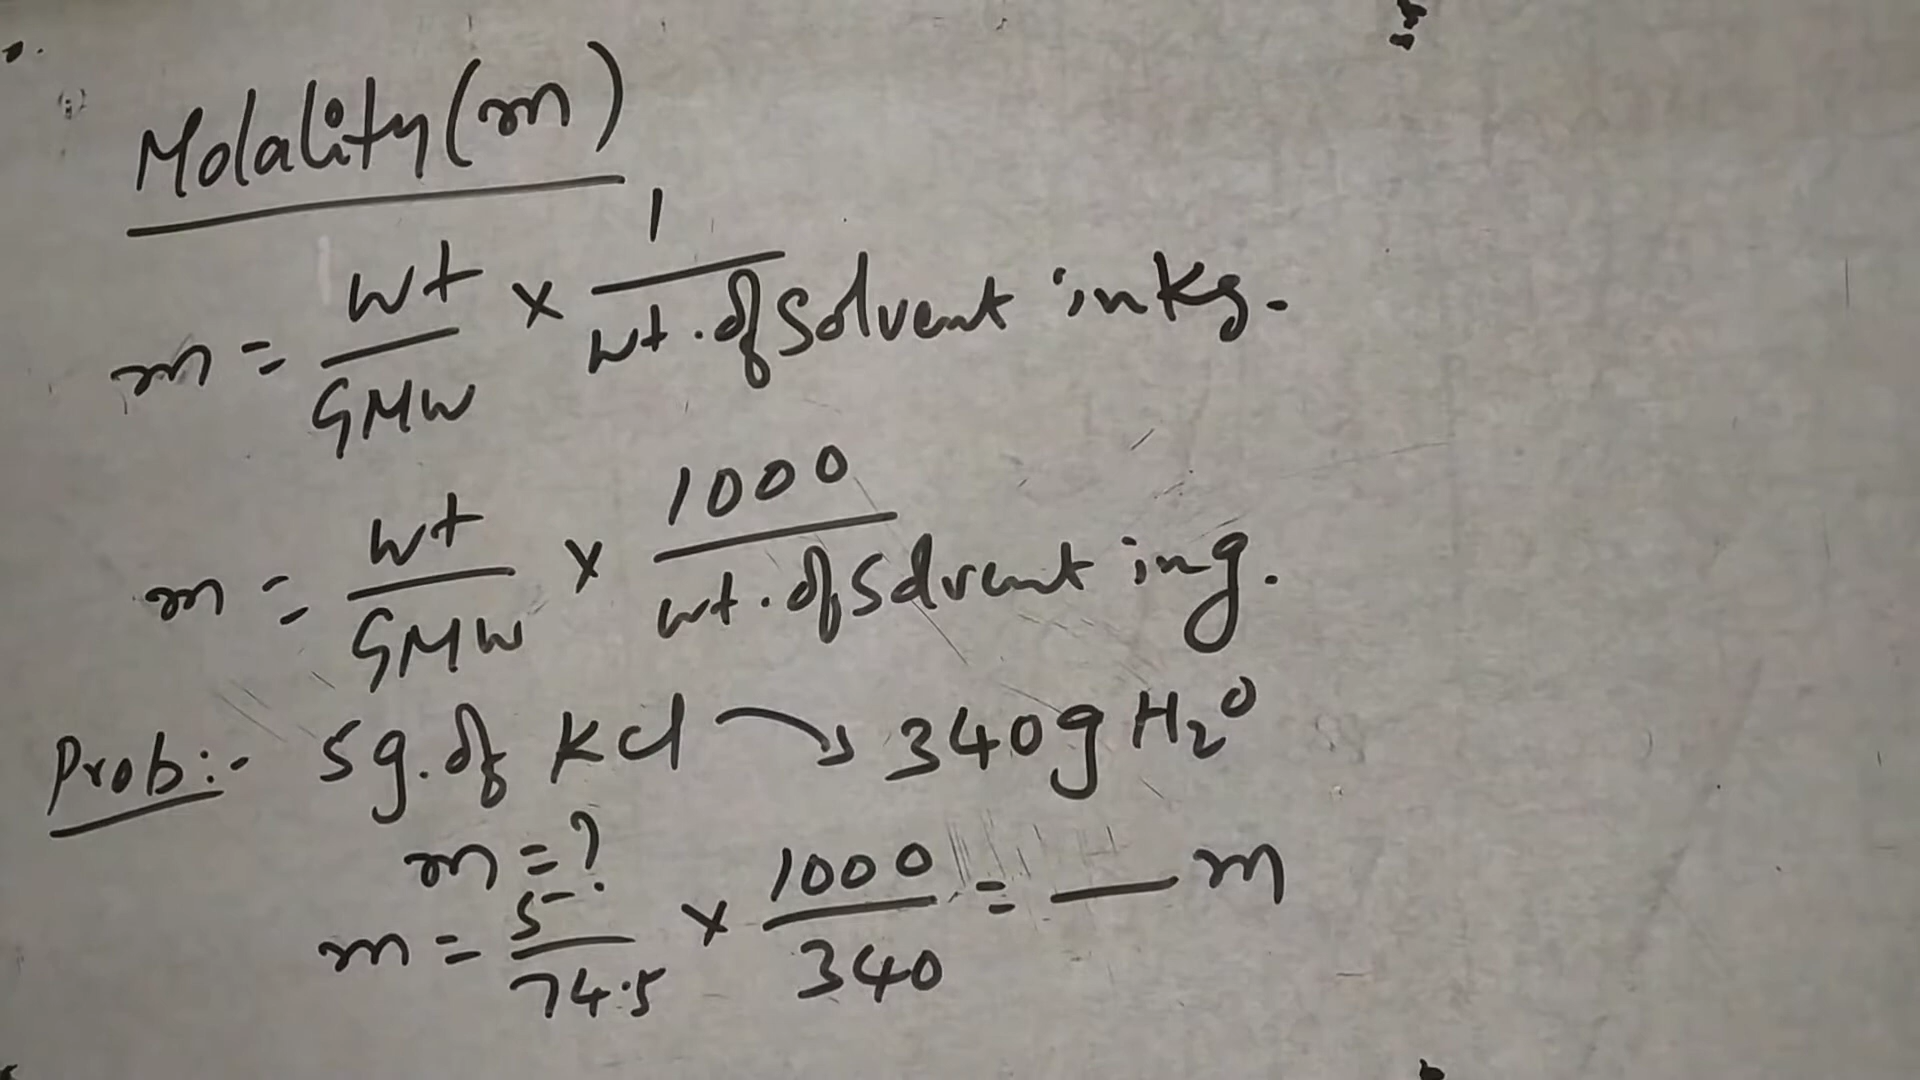 Molality (m)
m = wt/GMW × 1/wt. of Solvent in Kg.
m = wt/GMW × 1000/wt. of Solvent in g.
Prob:- 5g. of KCl → 340g H₂O
m = ?
m = 5/74.5 × 1000/340 = __ m